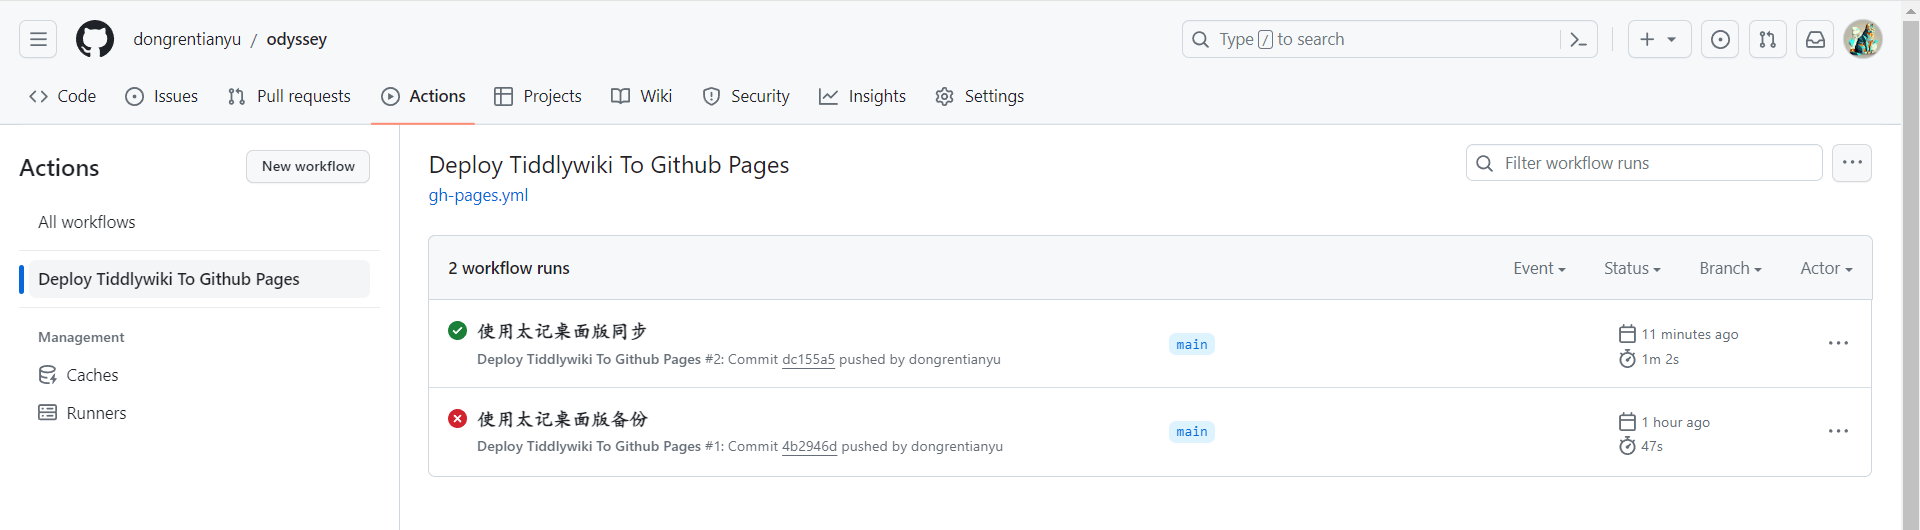 dongrentianyu / odyssey
Type / to search
Code Issues Pull requests Actions Projects Wiki Security Insights Settings
Actions
New workflow
All workflows
Deploy Tiddlywiki To Github Pages
Management
Caches
Runners
Deploy Tiddlywiki To Github Pages
gh-pages.yml
Filter workflow runs
2 workflow runs
Event Status Branch Actor
使用太记桌面版同步
Deploy Tiddlywiki To Github Pages #2: Commit dc155a5 pushed by dongrentianyu
main
11 minutes ago
1m 2s
使用太记桌面版备份
Deploy Tiddlywiki To Github Pages #1: Commit 4b2946d pushed by dongrentianyu
main
1 hour ago
47s